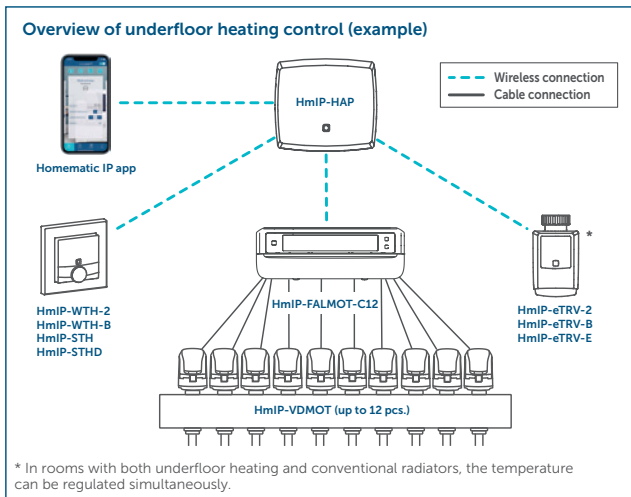 Overview of underfloor heating control (example)
HmIP-HAP
Wireless connection
Cable connection
Homematic IP app
*
HmIP-WTH-2
HmIP-WTH-B
HmIP-STH
HmIP-STHD
HmIP-FALMOT-C12
HmIP-eTRV-2
HmIP-eTRV-B
HmIP-eTRV-E
HmIP-VDMOT (up to 12 pcs.)
* In rooms with both underfloor heating and conventional radiators, the temperature
can be regulated simultaneously.